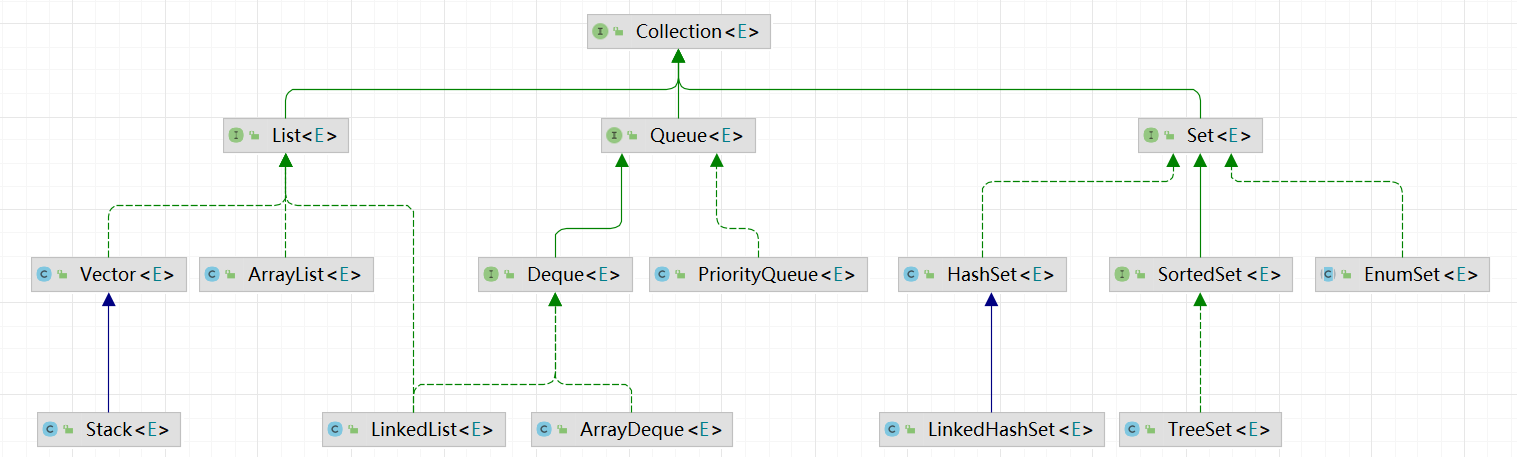 Collection<E>
List<E>
Queue<E>
Set<E>
Vector<E>
ArrayList<E>
Deque<E>
PriorityQueue<E>
HashSet<E>
SortedSet<E>
EnumSet<E>
Stack<E>
LinkedList<E>
ArrayDeque<E>
LinkedHashSet<E>
TreeSet<E>